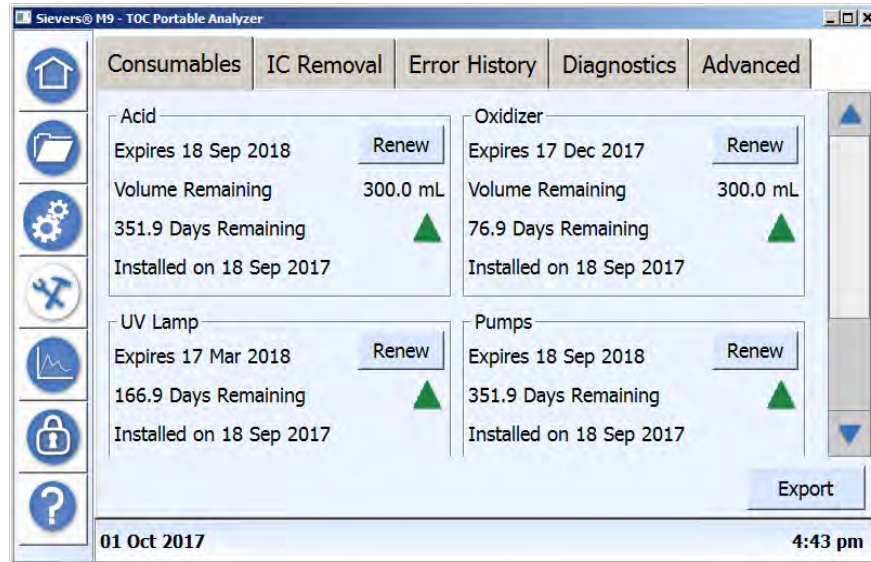 Sievers® M9 - TOC Portable Analyzer
Consumables IC Removal Error History Diagnostics Advanced
Acid
Expires 18 Sep 2018 Renew
Volume Remaining 300.0 mL
351.9 Days Remaining
Installed on 18 Sep 2017
Oxidizer
Expires 17 Dec 2017 Renew
Volume Remaining 300.0 mL
76.9 Days Remaining
Installed on 18 Sep 2017
UV Lamp
Expires 17 Mar 2018 Renew
166.9 Days Remaining
Installed on 18 Sep 2017
Pumps
Expires 18 Sep 2018 Renew
351.9 Days Remaining
Installed on 18 Sep 2017
Export
?
01 Oct 2017 4:43 pm